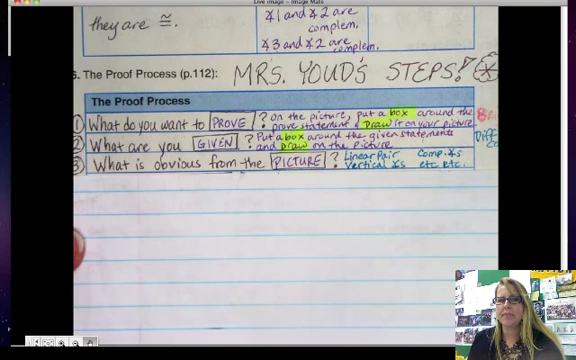 Live image – Image Mate
∡1 and ∡2 are
they are ≅.
complem.
∡3 and ∡2 are
complem.
6. The Proof Process (p.112): MRS. YOUD'S STEPS!
The Proof Process
① What do you want to PROVE? On the picture, put a box around the
prove statement & draw it on your picture
② What are you GIVEN? Put a box around the given statements
and draw on the picture.
③ What is obvious from the PICTURE? Linear Pair Comp. ∡s
Vertical ∡s etc etc.